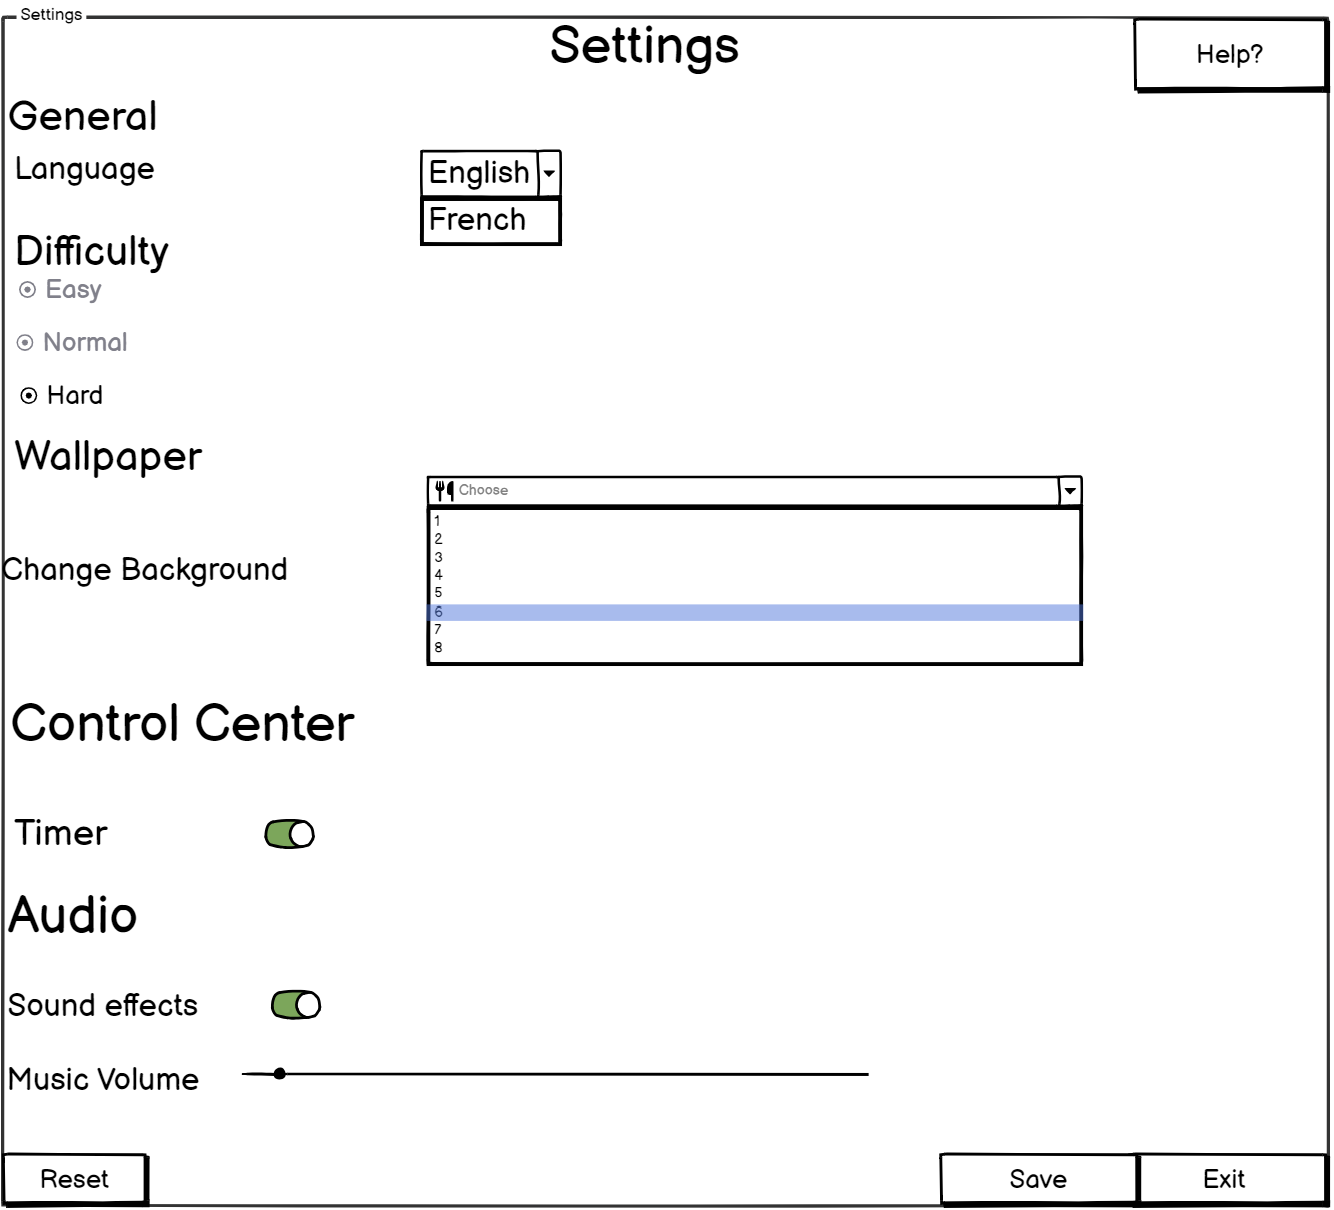 Settings
Settings
Help?
General
Language
English
French
Difficulty
Easy
Normal
Hard
Wallpaper
Choose
1
2
3
4
5
6
7
8
Change Background
Control Center
Timer
Audio
Sound effects
Music Volume
Reset
Save
Exit